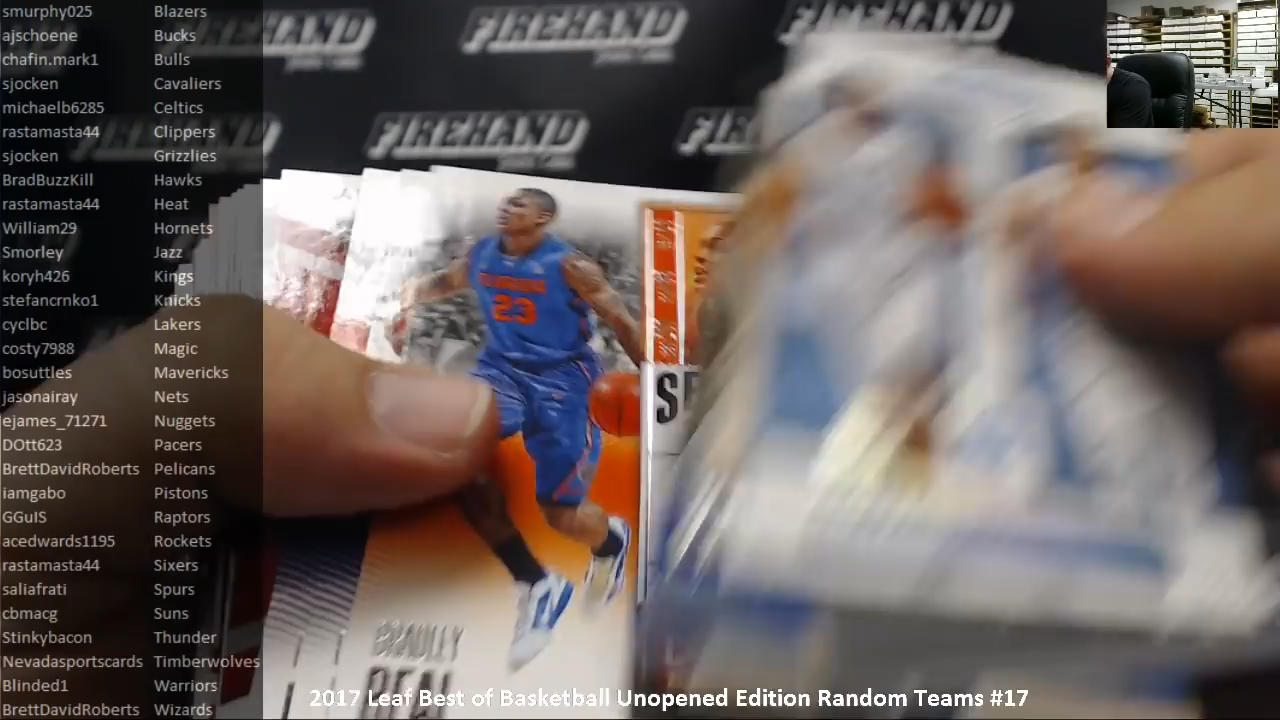 smurphy025 Blazers
ajschoene Bucks
chafin.mark1 Bulls
sjocken Cavaliers
michaelb6285 Celtics
rastamasta44 Clippers
sjocken Grizzlies
BradBuzzKill Hawks
rastamasta44 Heat
William29 Hornets
Smorley Jazz
koryh426 Kings
stefancrnko1 Knicks
cyclbc Lakers
costy7988 Magic
bosuttles Mavericks
jasonairay Nets
ejames_71271 Nuggets
DOtt623 Pacers
BrettDavidRoberts Pelicans
iamgabo Pistons
GGuIS Raptors
acedwards1195 Rockets
rastamasta44 Sixers
saliafrati Spurs
cbmacg Suns
Stinkybacon Thunder
Nevadasportscards Timberwolves
Blinded1 Warriors
BrettDavidRoberts Wizards
FIREHAND
FIREHAND
FIREHAND
FIREHAND
23
BRADLEY
BEAL
2017 Leaf Best of Basketball Unopened Edition Random Teams #17